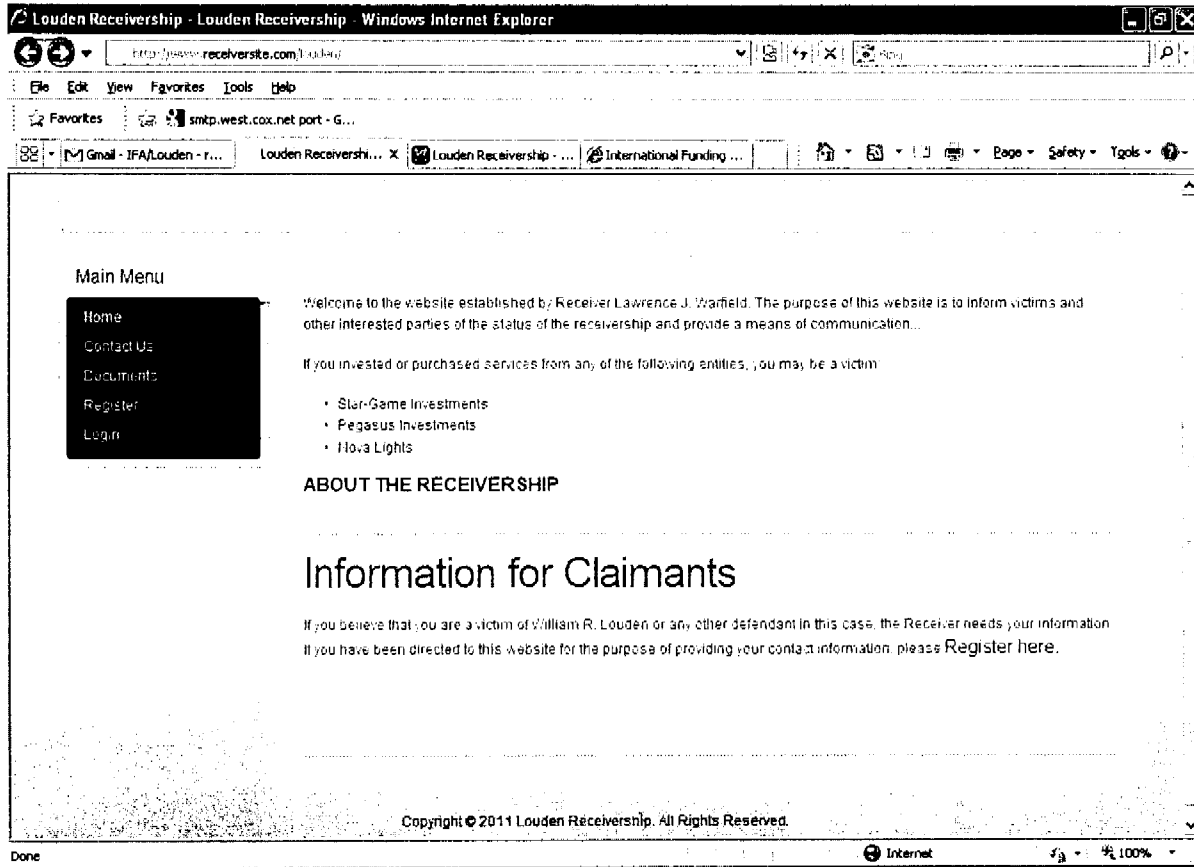 Louden Receivership - Louden Receivership - Windows Internet Explorer
http://www.receiversite.com/louden/
Bing
File Edit View Favorites Tools Help
Favorites smtp.west.cox.net port - G...
Gmail - IFA/Louden - r... Louden Receivershi... X Louden Receivership - ... International Funding ... Page Safety Tools
Main Menu
Home
Contact Us
Documents
Register
Login
Welcome to the website established by Receiver Lawrence J. Warfield. The purpose of this website is to inform victims and
other interested parties of the status of the receivership and provide a means of communication...
If you invested or purchased services from any of the following entities, you may be a victim:
• Star-Game Investments
• Pegasus Investments
• Nova Lights
ABOUT THE RECEIVERSHIP
Information for Claimants
If you believe that you are a victim of William R. Louden or any other defendant in this case, the Receiver needs your information
If you have been directed to this website for the purpose of providing your contact information, please Register here.
Copyright © 2011 Louden Receivership. All Rights Reserved.
Done Internet 100%